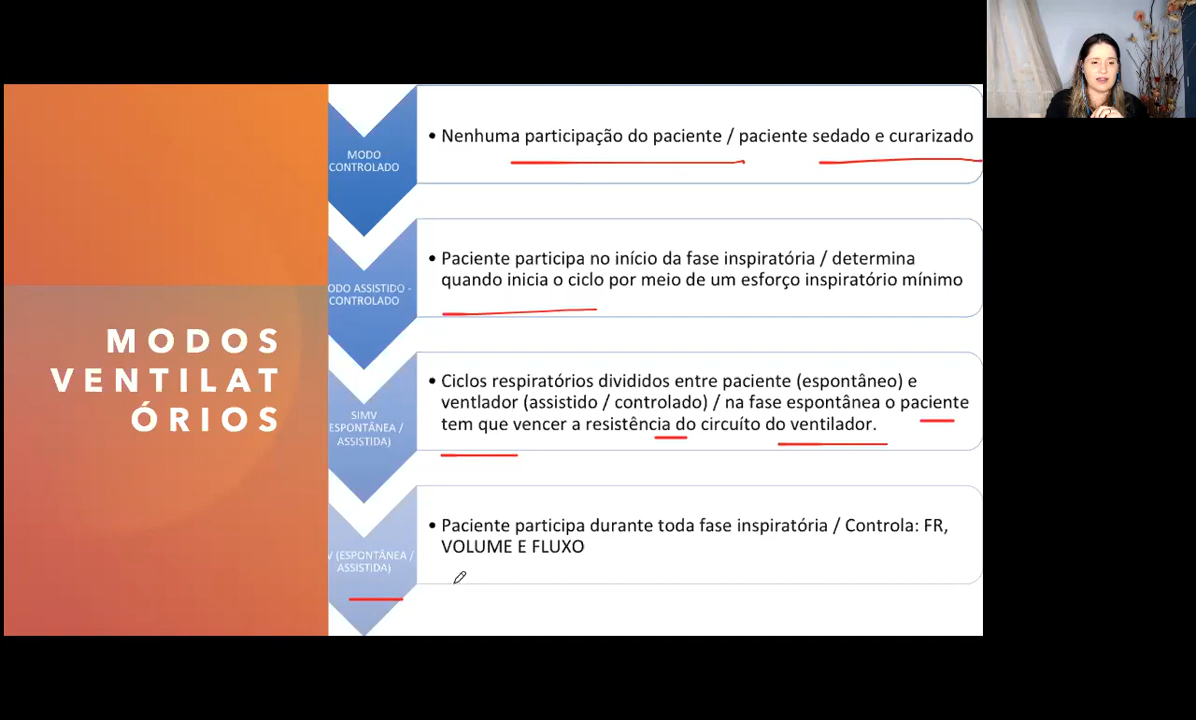 MODOS
VENTILAT
ÓRIOS
MODO
CONTROLADO
• Nenhuma participação do paciente / paciente sedado e curarizado
ODO ASSISTIDO -
CONTROLADO
• Paciente participa no início da fase inspiratória / determina
quando inicia o ciclo por meio de um esforço inspiratório mínimo
SIMV
ESPONTÂNEA /
ASSISTIDA)
• Ciclos respiratórios divididos entre paciente (espontâneo) e
ventlador (assistido / controlado) / na fase espontânea o paciente
tem que vencer a resistência do circuíto do ventilador.
V (ESPONTÂNEA /
ASSISTIDA)
• Paciente participa durante toda fase inspiratória / Controla: FR,
VOLUME E FLUXO